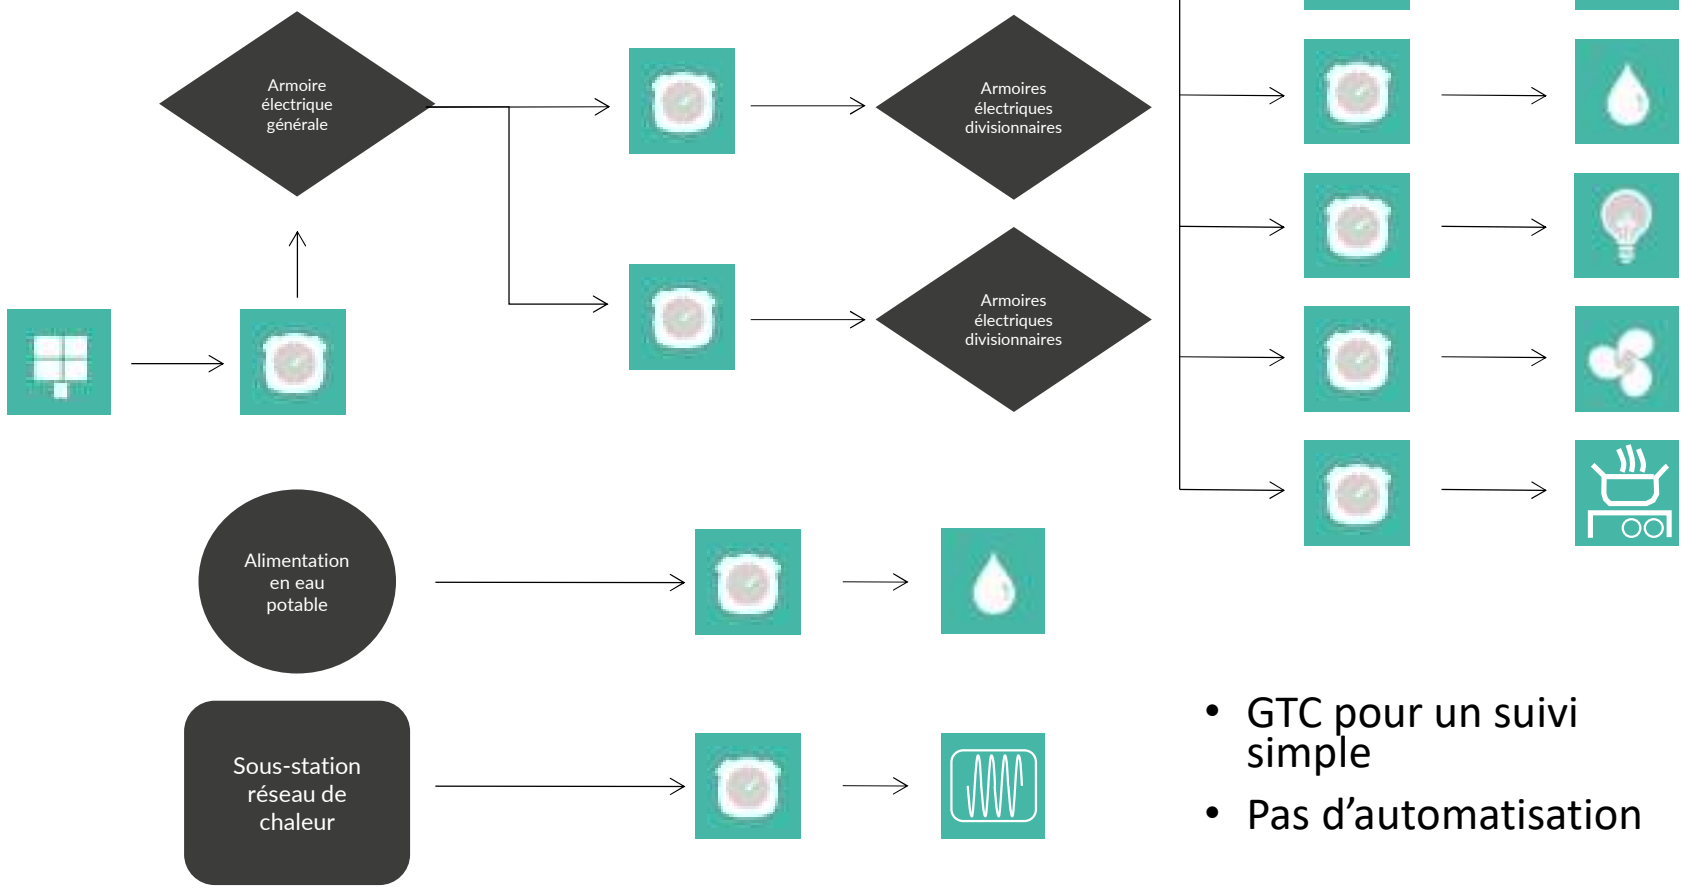 Armoire
électrique
générale
Armoires
électriques
divisionnaires
Armoires
électriques
divisionnaires
Alimentation
en eau
potable
Sous-station
réseau de
chaleur
• GTC pour un suivi
simple
• Pas d’automatisation